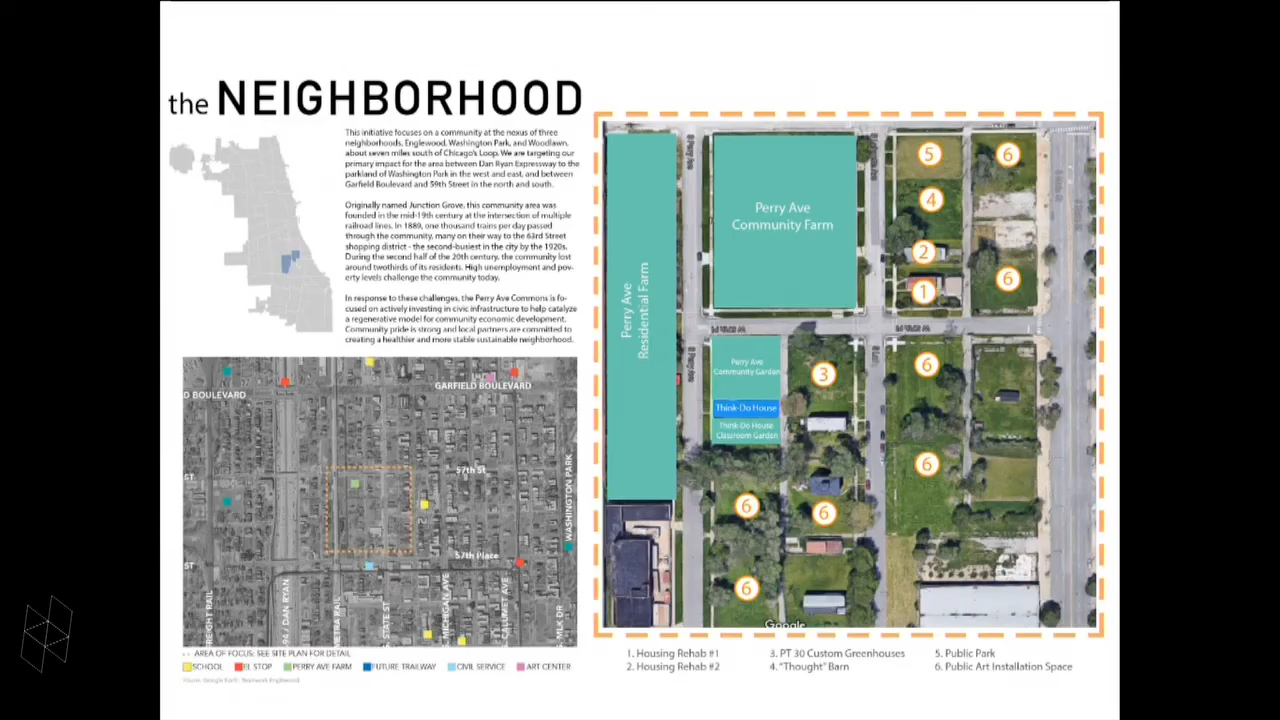 the NEIGHBORHOOD
This initiative focuses on a community at the nexus of three
neighborhoods, Englewood, Washington Park, and Woodlawn,
about seven miles south of Chicago's Loop. We are targeting our
primary impact for the area between Dan Ryan Expressway to the
parkland of Washington Park in the west and east, and between
Garfield Boulevard and 59th Street in the north and south.
Originally named Junction Grove, this community area was
founded in the mid-19th century at the intersection of multiple
railroad lines. In 1889, one thousand trains per day passed
through the community, many on their way to the 63rd Street
shopping district - the second-busiest in the city by the 1920s.
During the second half of the 20th century, the community lost
around twothirds of its residents. High unemployment and pov-
erty levels challenge the community today.
In response to these challenges, the Perry Ave Commons is fo-
cused on actively investing in civic infrastructure to help catalyze
a regenerative model for community economic development.
Community pride is strong and local partners are committed to
creating a healthier and more stable sustainable neighborhood.
GARFIELD BOULEVARD
D BOULEVARD
57th St
ST
57th Place
ST
WASHINGTON PARK
REIGHT RAIL
94 / DAN RYAN
ETRA RAIL
STATE ST
MICHIGAN AVE
CALUMET AVE
MLK DR
AREA OF FOCUS: SEE SITE PLAN FOR DETAIL
SCHOOL EL STOP PERRY AVE FARM FUTURE TRAILWAY CIVIL SERVICE ART CENTER
Perry Ave
Residential Farm
Perry Ave
Community Farm
S Perry Ave
S Perry Ave
5
6
4
2
1
6
Perry Ave
Community Garden
Think-Do House
Think-Do House
Classroom Garden
3
6
6
6
6
6
Google
1. Housing Rehab #1
2. Housing Rehab #2
3. PT 30 Custom Greenhouses
4. "Thought" Barn
5. Public Park
6. Public Art Installation Space